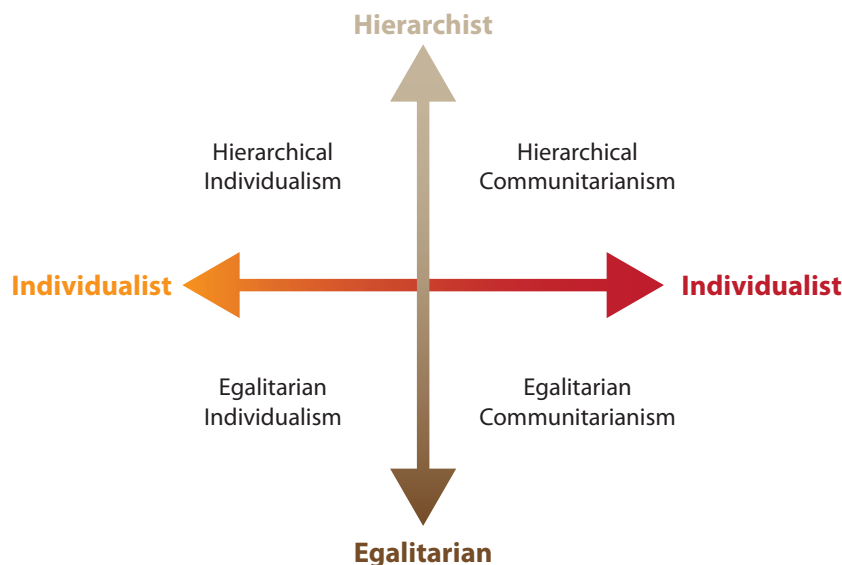 Hierarchist
Hierarchical
Individualism
Hierarchical
Communitarianism
Individualist
Individualist
Egalitarian
Individualism
Egalitarian
Communitarianism
Egalitarian